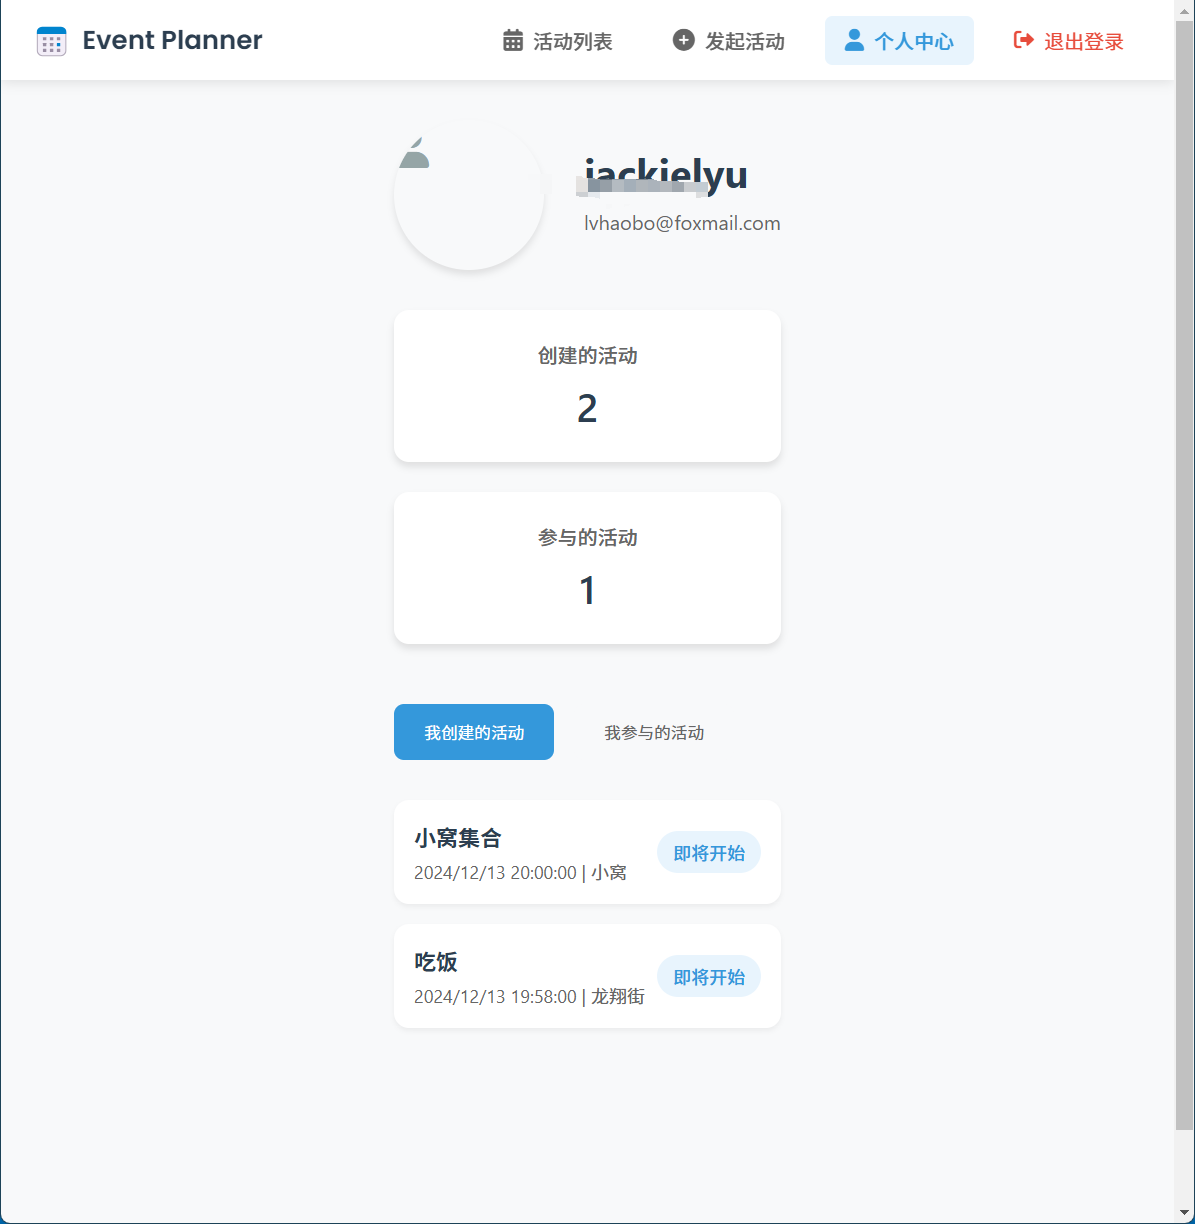 Event Planner
活动列表
发起活动
个人中心
退出登录
jackielyu
lvhaobo@foxmail.com
创建的活动
2
参与的活动
1
我创建的活动
我参与的活动
小窝集合
2024/12/13 20:00:00 | 小窝
即将开始
吃饭
2024/12/13 19:58:00 | 龙翔街
即将开始